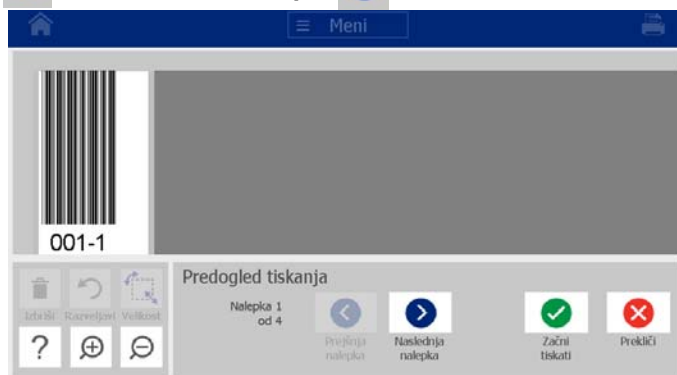 Meni
001-1
Predogled tiskanja
Nalepka 1
od 4
Izbriši
Razveljavi
Velikost
Prejšnja
nalepka
Naslednja
nalepka
Začni
tiskati
Prekliči
?